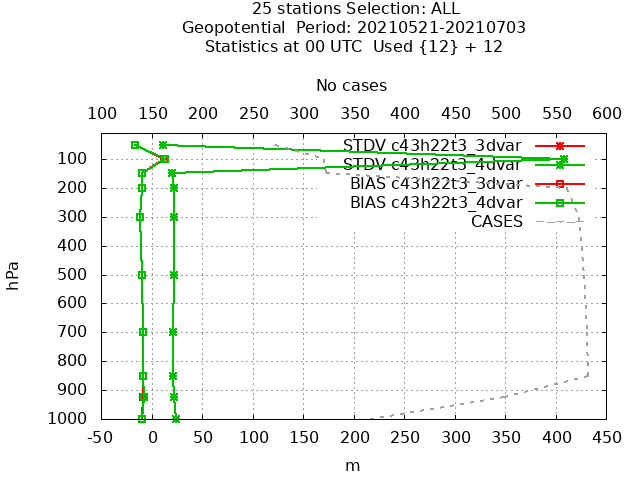 25 stations Selection: ALL
Geopotential  Period: 20210521-20210703
Statistics at 00 UTC  Used {12} + 12
No cases
100 150 200 250 300 350 400 450 500 550 600
STDV c43h22t3_3dvar
STDV c43h22t3_4dvar
BIAS c43h22t3_3dvar
BIAS c43h22t3_4dvar
CASES
hPa
100
200
300
400
500
600
700
800
900
1000
-50 0 50 100 150 200 250 300 350 400 450
m